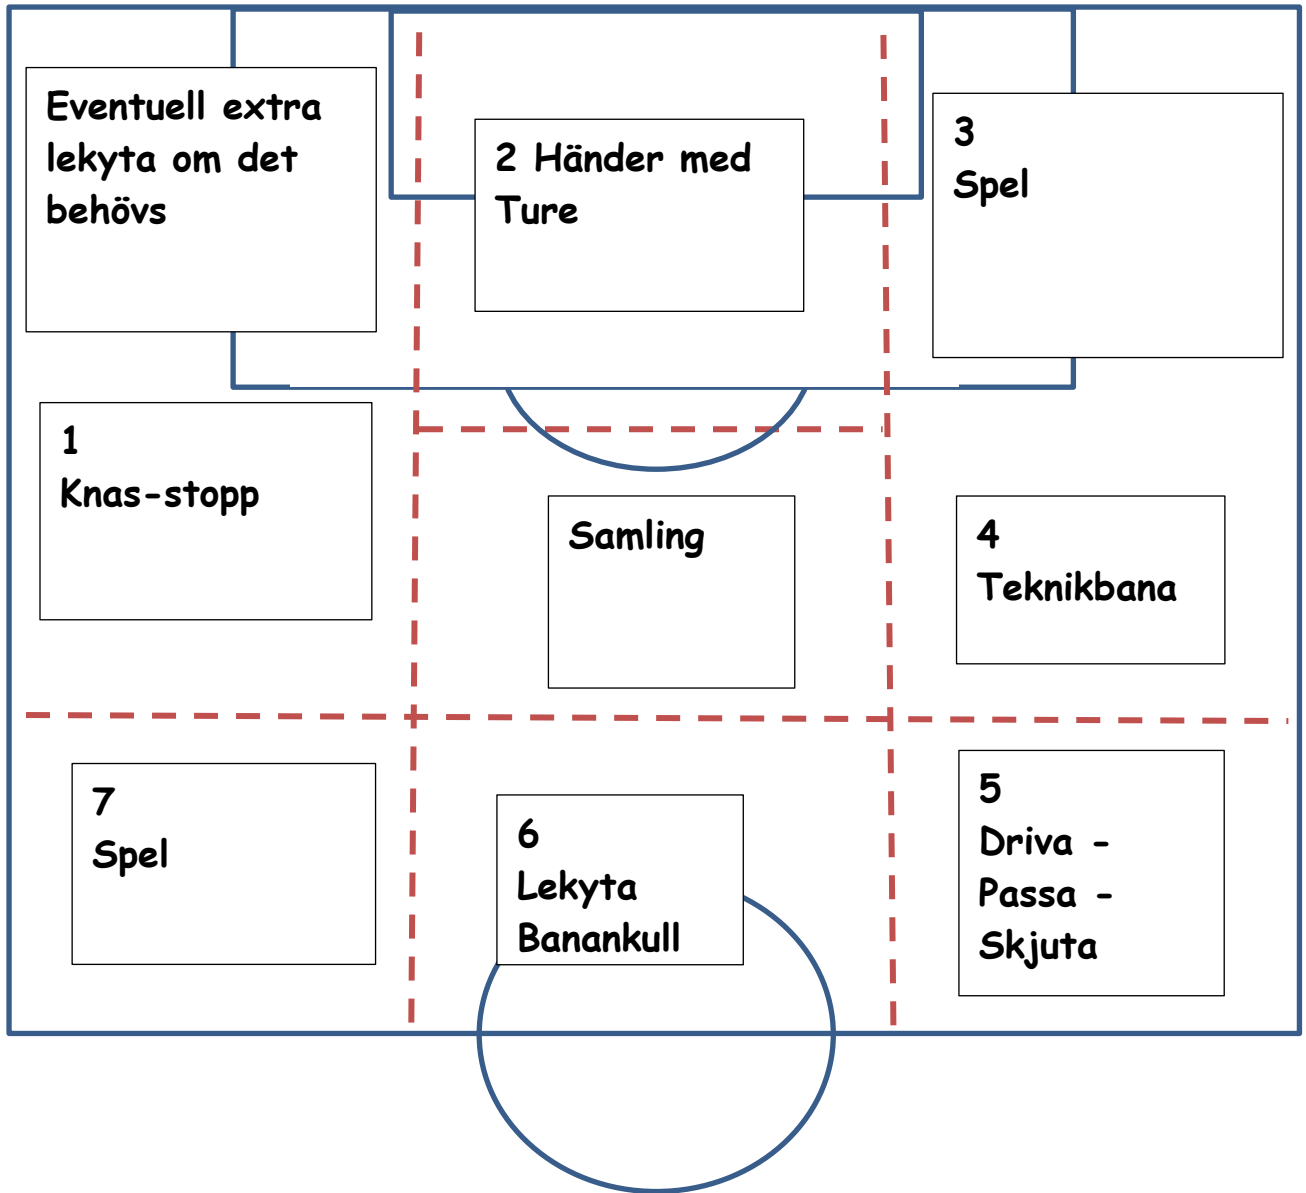 Eventuell extra
lekyta om det
behövs
2 Händer med
Ture
3
Spel
1
Knas-stopp
Samling
4
Teknikbana
7
Spel
6
Lekyta
Banankull
5
Driva -
Passa -
Skjuta